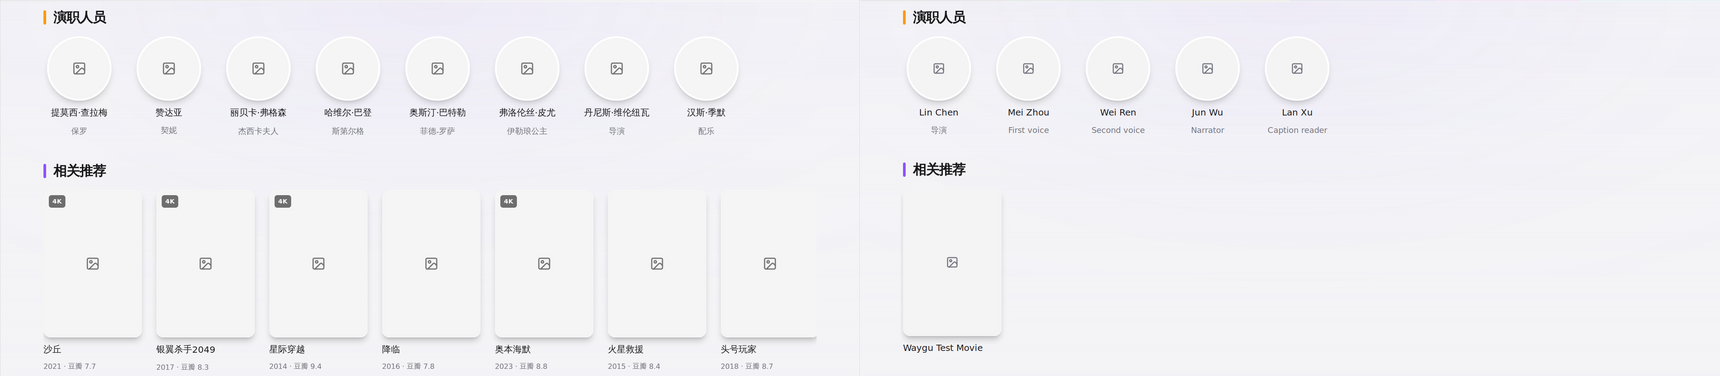 演职人员
提莫西·查拉梅 赞达亚 丽贝卡·弗格森 哈维尔·巴登 奥斯汀·巴特勒 弗洛伦丝·皮尤 丹尼斯·维伦纽瓦 汉斯·季默
保罗 契妮 杰西卡夫人 斯第尔格 菲德-罗萨 伊勒琅公主 导演 配乐
相关推荐
4K 4K 4K 4K
沙丘 银翼杀手2049 星际穿越 降临 奥本海默 火星救援 头号玩家
2021 · 豆瓣 7.7 2017 · 豆瓣 8.3 2014 · 豆瓣 9.4 2016 · 豆瓣 7.8 2023 · 豆瓣 8.8 2015 · 豆瓣 8.4 2018 · 豆瓣 8.7
演职人员
Lin Chen Mei Zhou Wei Ren Jun Wu Lan Xu
导演 First voice Second voice Narrator Caption reader
相关推荐
Waygu Test Movie